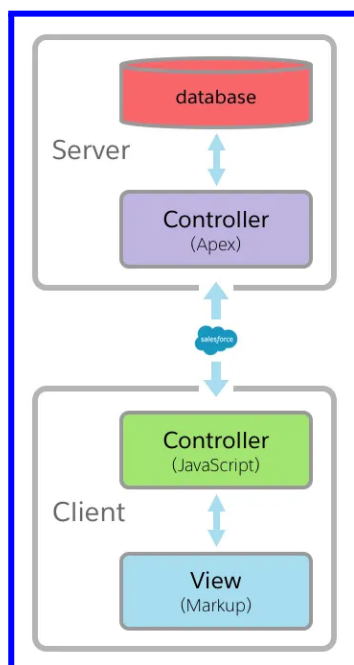 database
Server
Controller
(Apex)
salesforce
Controller
(JavaScript)
Client
View
(Markup)